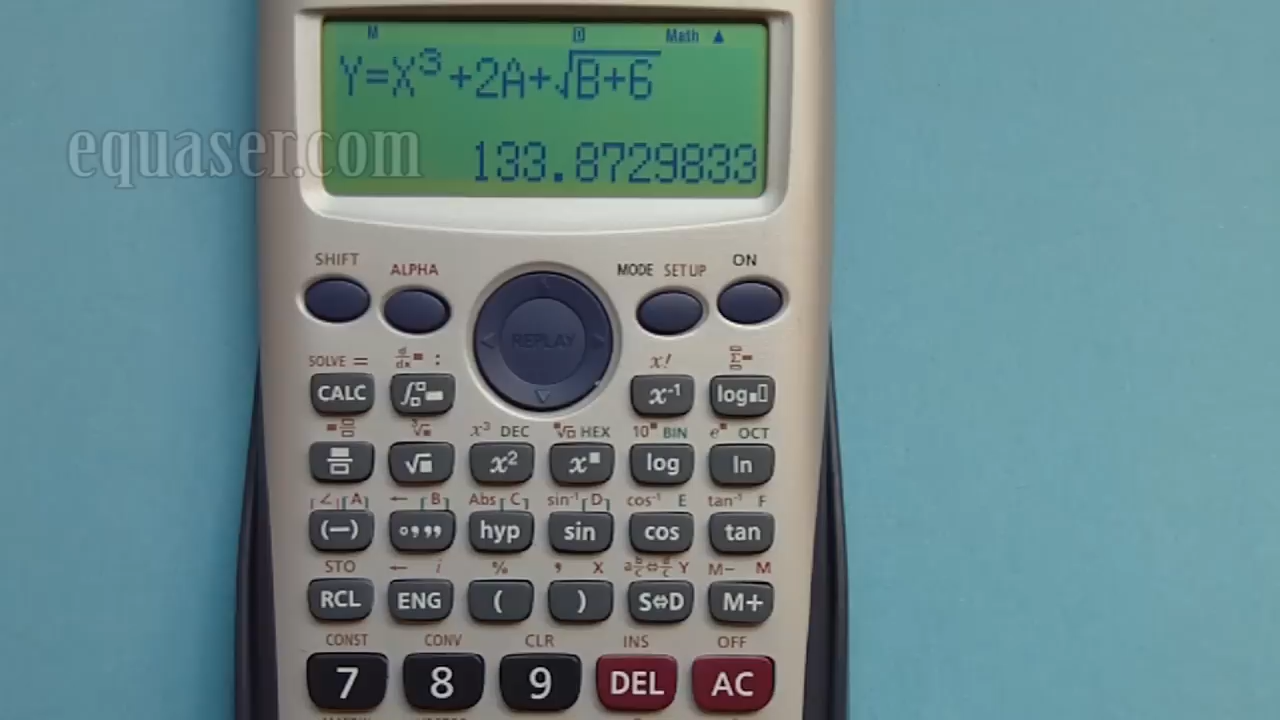 M D Math ▲
Y=X³+2A+√B+6
133.8729833
equaser.com
SHIFT ALPHA MODE SETUP ON
REPLAY
SOLVE = d/dx■ : x! Σ
CALC ∫ x⁻¹ log
³√■ x³ DEC √ HEX 10■ BIN e■ OCT
√■ x² x■ log ln
∠ A ← B Abs C sin⁻¹ D cos⁻¹ E tan⁻¹ F
(−) °,,, hyp sin cos tan
STO ← i % , X a b/c⇔d/c Y M− M
RCL ENG ( ) S⇔D M+
CONST CONV CLR INS OFF
7 8 9 DEL AC